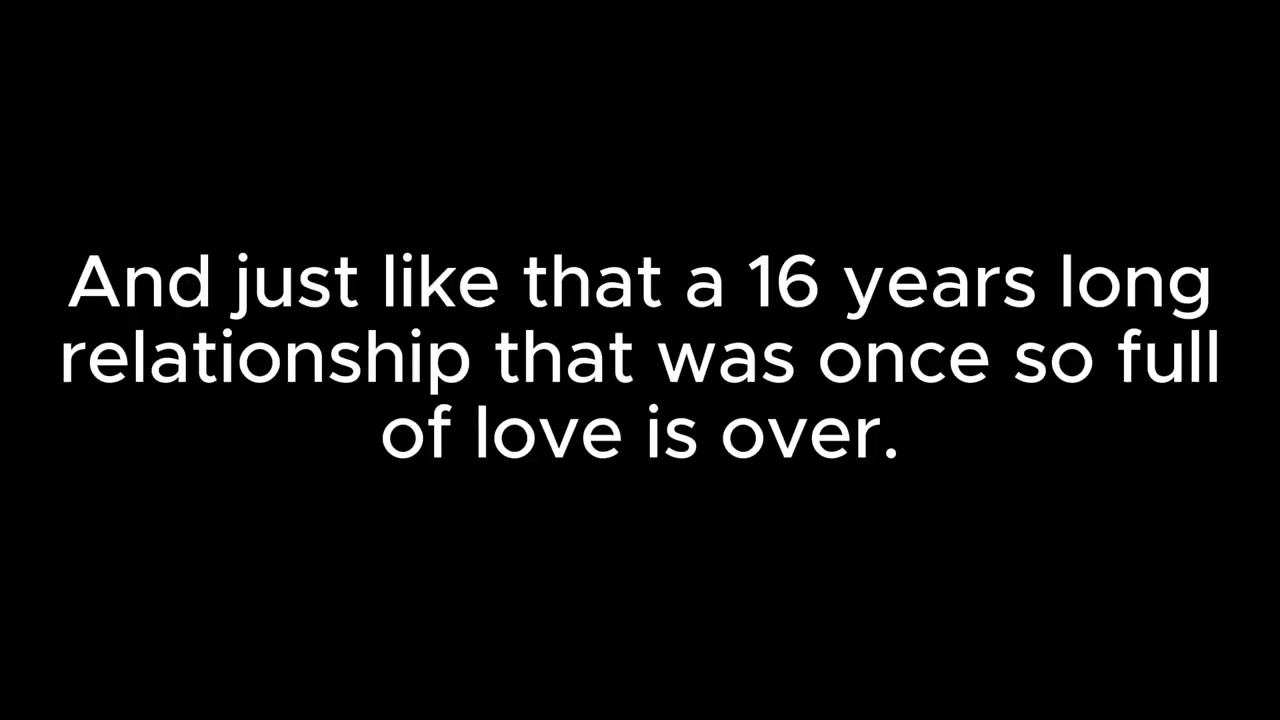 And just like that a 16 years long
relationship that was once so full
of love is over.